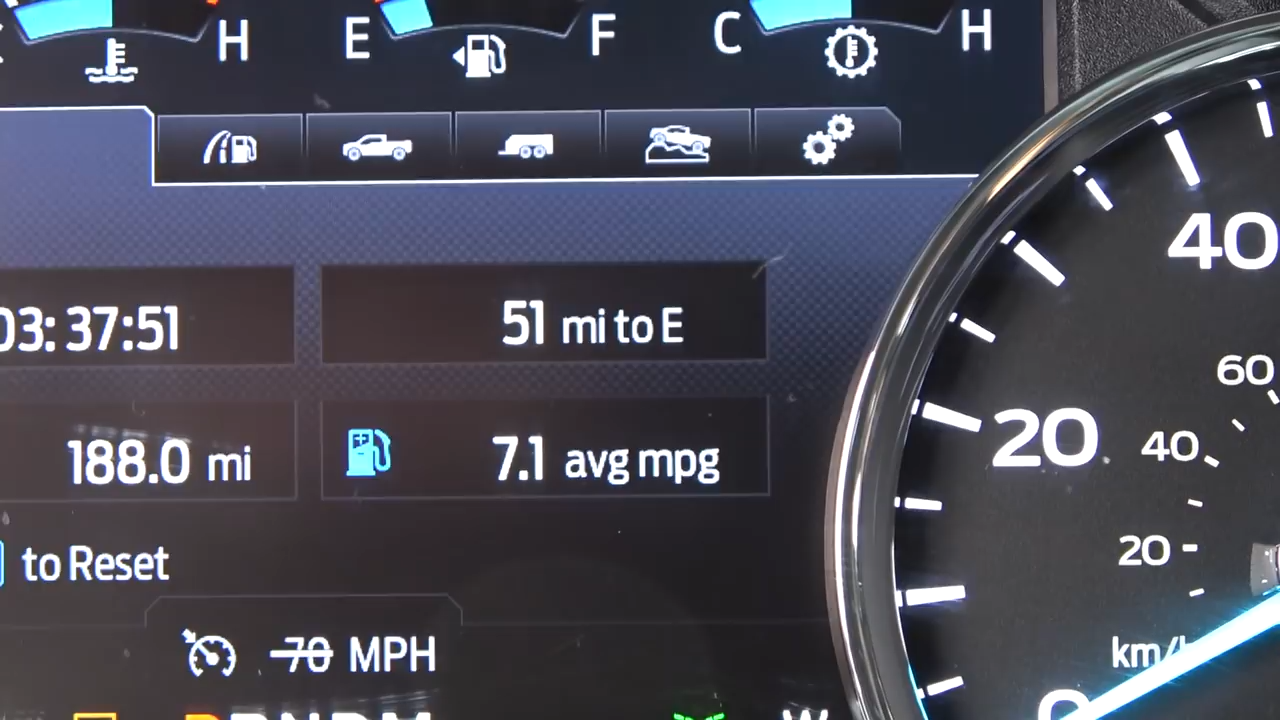 H E F C H
03:37:51
51 mi to E
188.0 mi
7.1 avg mpg
to Reset
70 MPH
40
60
20
40
20
km/
0